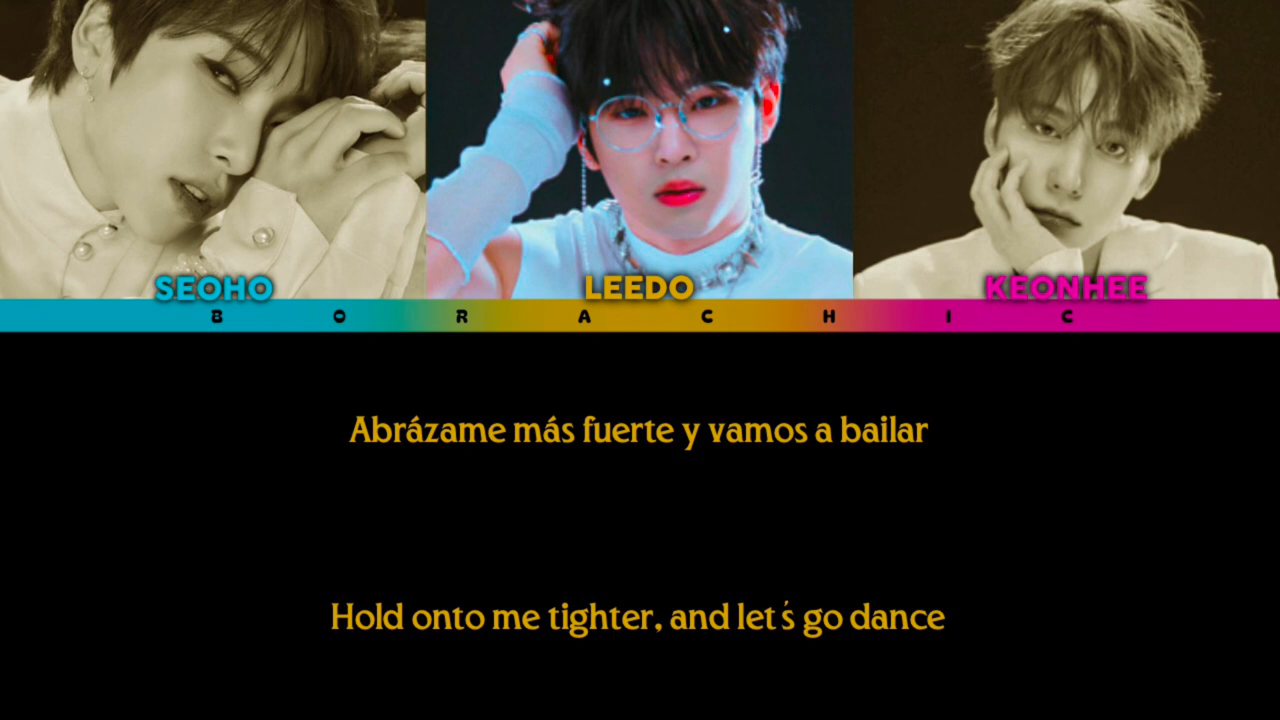 SEOHO LEEDO KEONHEE
B O R A C H I C
Abrázame más fuerte y vamos a bailar
Hold onto me tighter, and let's go dance